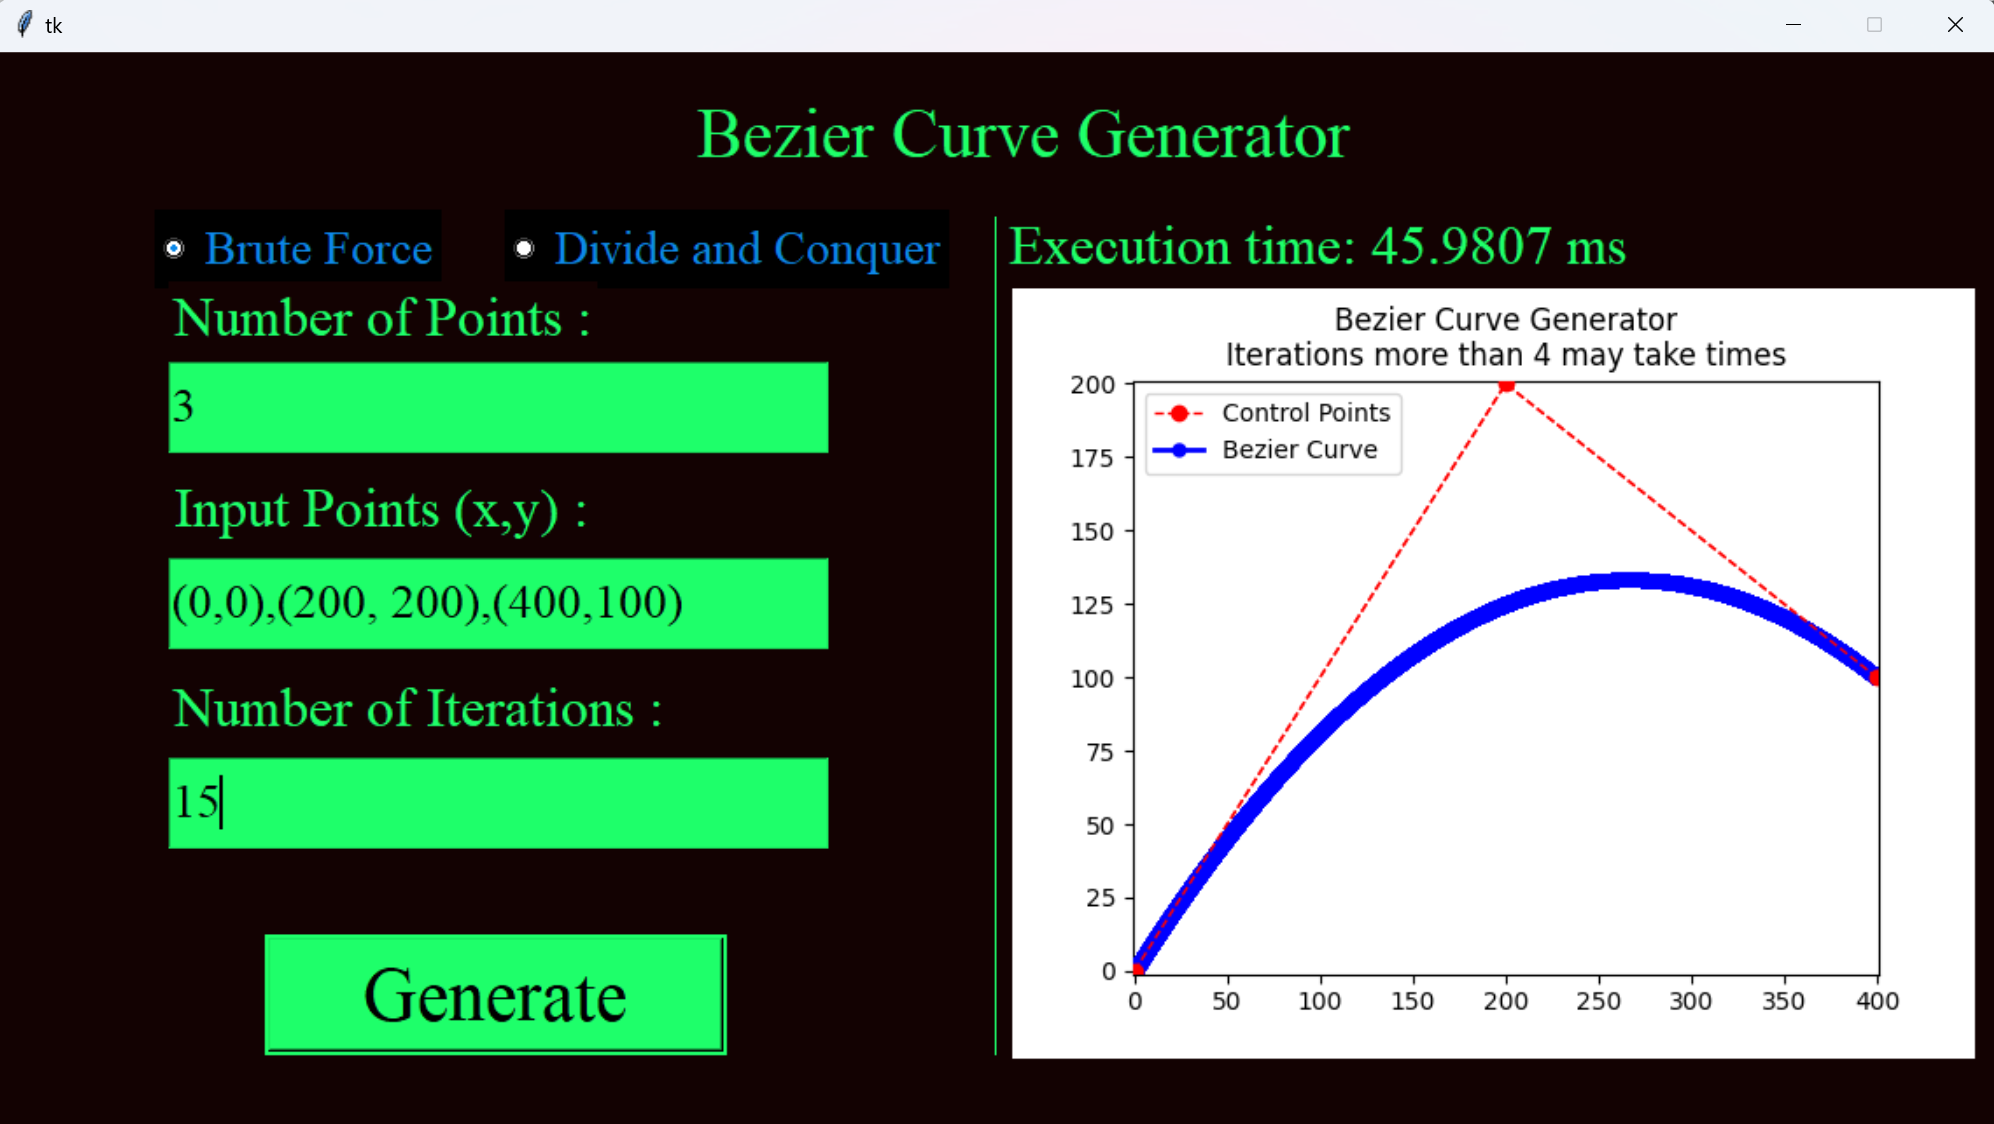 tk
Bezier Curve Generator
Brute Force
Divide and Conquer
Number of Points :
3
Input Points (x,y) :
(0,0),(200, 200),(400,100)
Number of Iterations :
15
Generate
Execution time: 45.9807 ms
Bezier Curve Generator
Iterations more than 4 may take times
Control Points
Bezier Curve
200
175
150
125
100
75
50
25
0
0 50 100 150 200 250 300 350 400